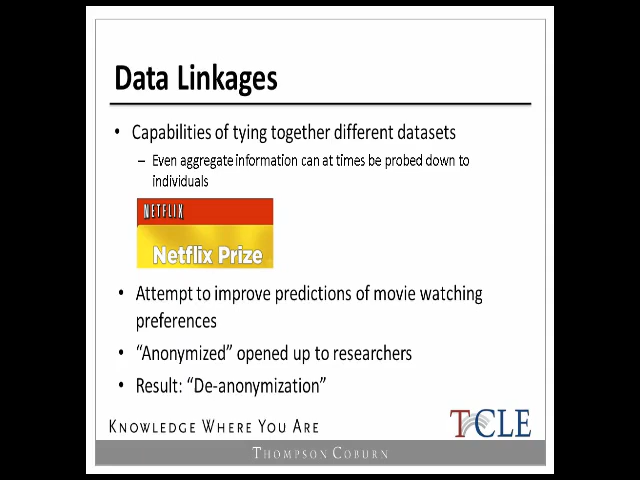 Data Linkages
• Capabilities of tying together different datasets
– Even aggregate information can at times be probed down to
individuals
NETFLIX
Netflix Prize
• Attempt to improve predictions of movie watching
preferences
• “Anonymized” opened up to researchers
• Result: “De-anonymization”
KNOWLEDGE WHERE YOU ARE
TCLE
THOMPSON COBURN